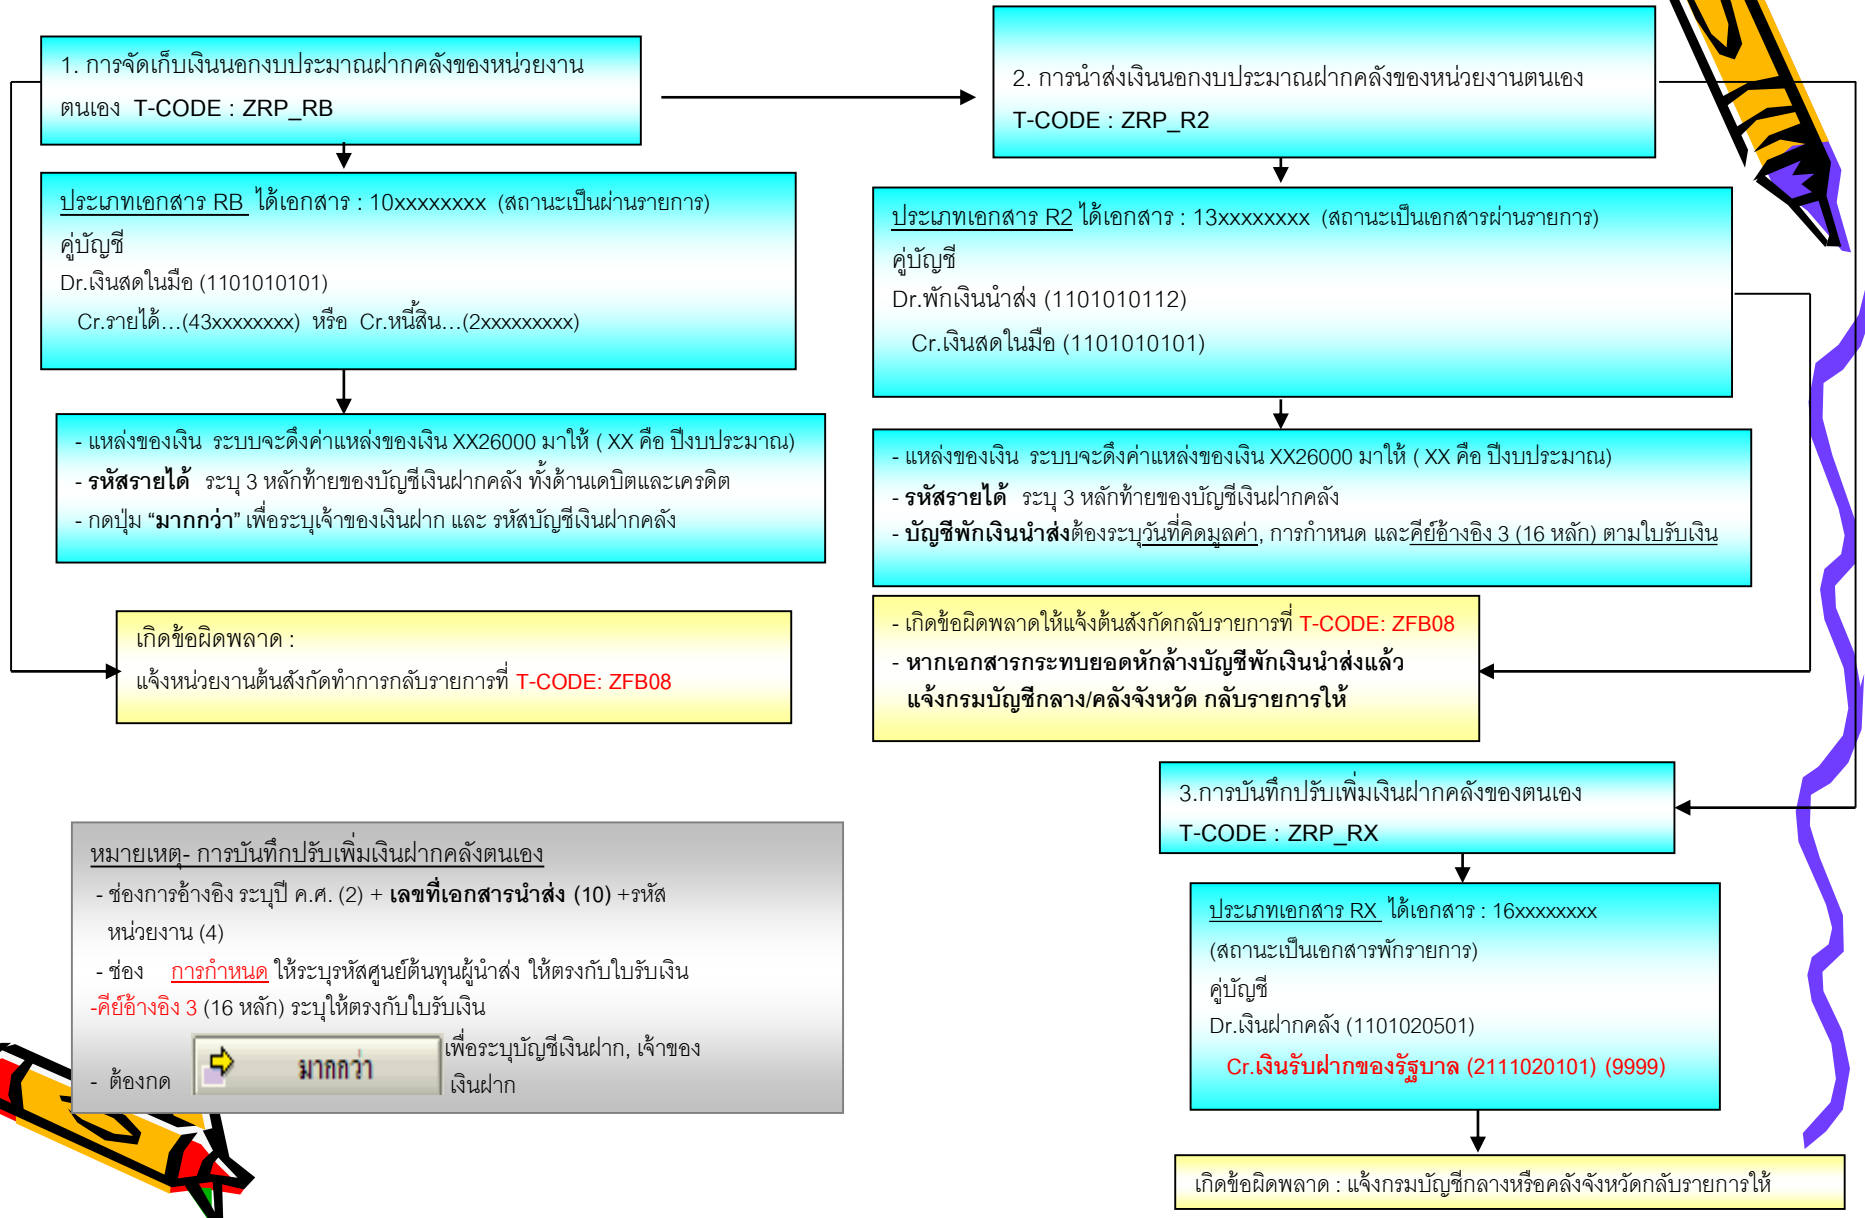 1. การจัดเก็บเงินนอกงบประมาณฝากคลังของหน่วยงาน
ตนเอง T-CODE : ZRP_RB
ประเภทเอกสาร RB ได้เอกสาร : 10xxxxxxxx (สถานะเป็นผ่านรายการ)
คู่บัญชี
Dr.เงินสดในมือ (1101010101)
Cr.รายได้...(43xxxxxxxx) หรือ Cr.หนี้สิน...(2xxxxxxxxx)
- แหล่งของเงิน ระบบจะดึงค่าแหล่งของเงิน XX26000 มาให้ ( XX คือ ปีงบประมาณ)
- รหัสรายได้ ระบุ 3 หลักท้ายของบัญชีเงินฝากคลัง ทั้งด้านเดบิตและเครดิต
- กดปุ่ม “มากกว่า” เพื่อระบุเจ้าของเงินฝาก และ รหัสบัญชีเงินฝากคลัง
เกิดข้อผิดพลาด :
แจ้งหน่วยงานต้นสังกัดทำการกลับรายการที่ T-CODE: ZFB08
2. การนำส่งเงินนอกงบประมาณฝากคลังของหน่วยงานตนเอง
T-CODE : ZRP_R2
ประเภทเอกสาร R2 ได้เอกสาร : 13xxxxxxxx (สถานะเป็นเอกสารผ่านรายการ)
คู่บัญชี
Dr.พักเงินนำส่ง (1101010112)
Cr.เงินสดในมือ (1101010101)
- แหล่งของเงิน ระบบจะดึงค่าแหล่งของเงิน XX26000 มาให้ ( XX คือ ปีงบประมาณ)
- รหัสรายได้ ระบุ 3 หลักท้ายของบัญชีเงินฝากคลัง
- บัญชีพักเงินนำส่งต้องระบุวันที่คิดมูลค่า, การกำหนด และคีย์อ้างอิง 3 (16 หลัก) ตามใบรับเงิน
- เกิดข้อผิดพลาดให้แจ้งต้นสังกัดกลับรายการที่ T-CODE: ZFB08
- หากเอกสารกระทบยอดหักล้างบัญชีพักเงินนำส่งแล้ว
แจ้งกรมบัญชีกลาง/คลังจังหวัด กลับรายการให้
3.การบันทึกปรับเพิ่มเงินฝากคลังของตนเอง
T-CODE : ZRP_RX
ประเภทเอกสาร RX ได้เอกสาร : 16xxxxxxxx
(สถานะเป็นเอกสารพักรายการ)
คู่บัญชี
Dr.เงินฝากคลัง (1101020501)
Cr.เงินรับฝากของรัฐบาล (2111020101) (9999)
เกิดข้อผิดพลาด : แจ้งกรมบัญชีกลางหรือคลังจังหวัดกลับรายการให้
หมายเหตุ- การบันทึกปรับเพิ่มเงินฝากคลังตนเอง
- ช่องการอ้างอิง ระบุปี ค.ศ. (2) + เลขที่เอกสารนำส่ง (10) +รหัส
หน่วยงาน (4)
- ช่อง การกำหนด ให้ระบุรหัสศูนย์ต้นทุนผู้นำส่ง ให้ตรงกับใบรับเงิน
-คีย์อ้างอิง 3 (16 หลัก) ระบุให้ตรงกับใบรับเงิน
- ต้องกด มากกว่า เพื่อระบุบัญชีเงินฝาก, เจ้าของ
เงินฝาก